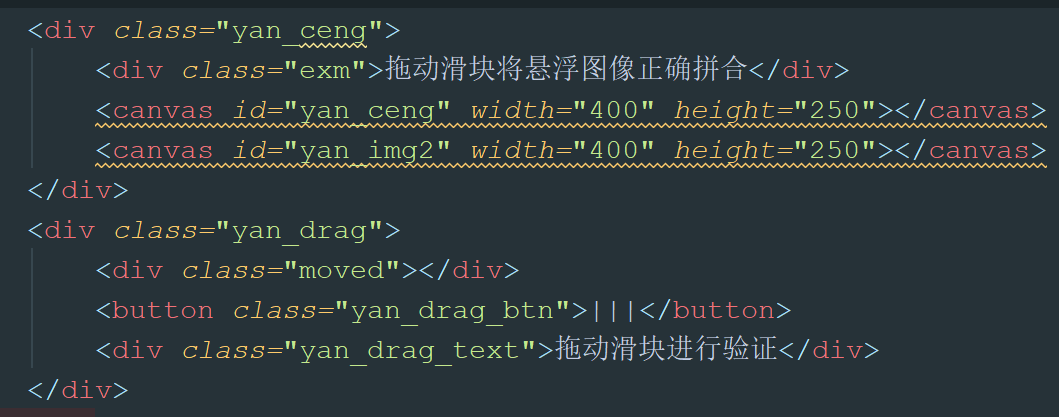 <div class="yan_ceng">
<div class="exm">拖动滑块将悬浮图像正确拼合</div>
<canvas id="yan_ceng" width="400" height="250"></canvas>
<canvas id="yan_img2" width="400" height="250"></canvas>
</div>
<div class="yan_drag">
<div class="moved"></div>
<button class="yan_drag_btn">|||</button>
<div class="yan_drag_text">拖动滑块进行验证</div>
</div>